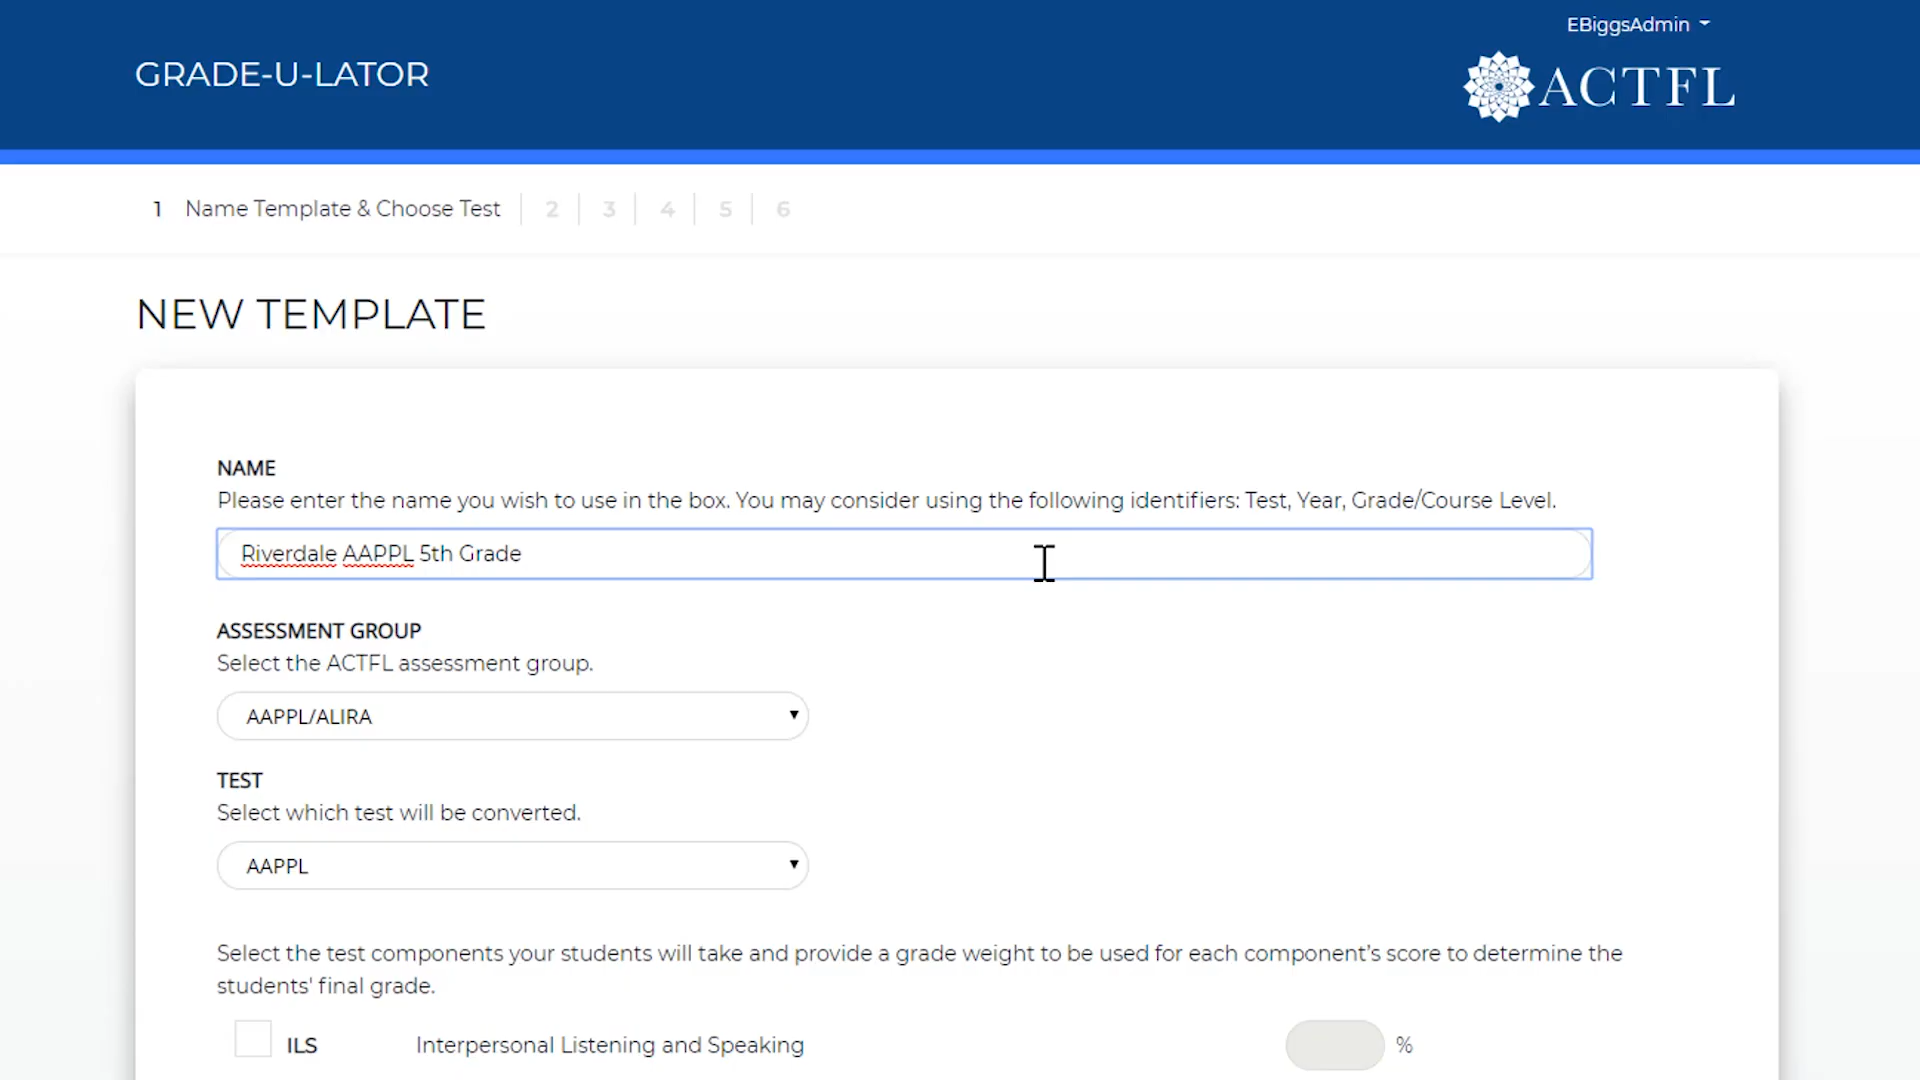 EBiggsAdmin
GRADE-U-LATOR
ACTFL
1 Name Template & Choose Test 2 3 4 5 6
NEW TEMPLATE
NAME
Please enter the name you wish to use in the box. You may consider using the following identifiers: Test, Year, Grade/Course Level.
Riverdale AAPPL 5th Grade
ASSESSMENT GROUP
Select the ACTFL assessment group.
AAPPL/ALIRA
TEST
Select which test will be converted.
AAPPL
Select the test components your students will take and provide a grade weight to be used for each component's score to determine the
students' final grade.
ILS Interpersonal Listening and Speaking %